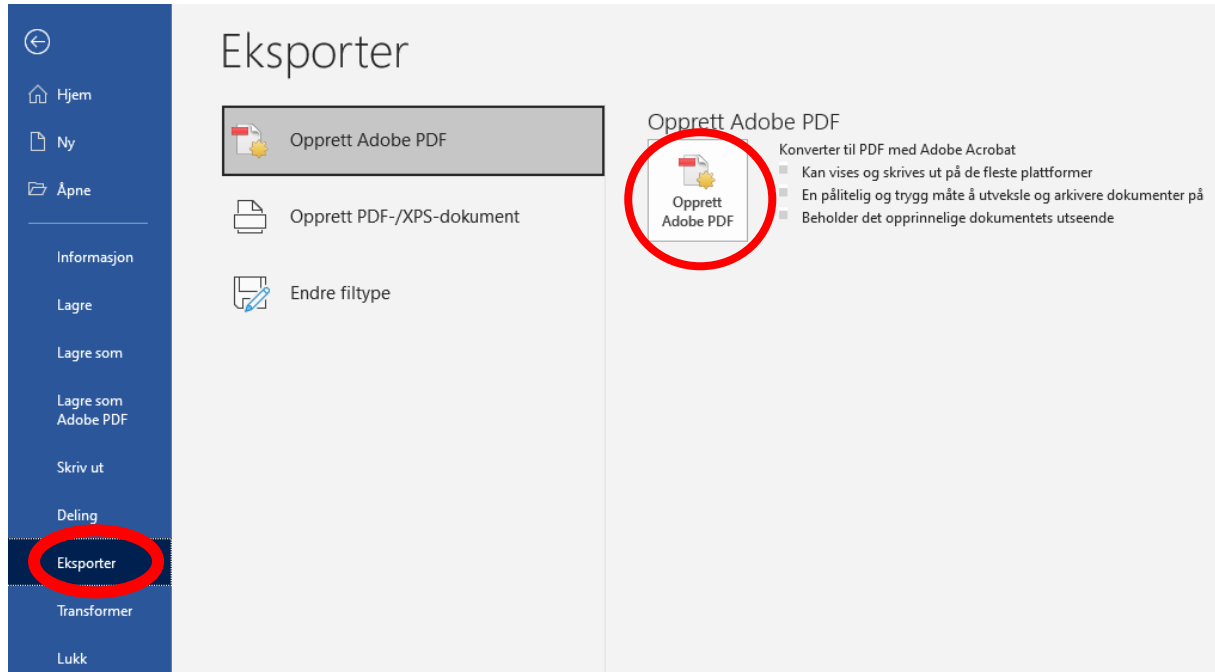 Hjem
Ny
Åpne
Informasjon
Lagre
Lagre som
Lagre som
Adobe PDF
Skriv ut
Deling
Eksporter
Transformer
Lukk
Eksporter
Opprett Adobe PDF
Opprett PDF-/XPS-dokument
Endre filtype
Opprett Adobe PDF
Opprett
Adobe PDF
Konverter til PDF med Adobe Acrobat
Kan vises og skrives ut på de fleste plattformer
En pålitelig og trygg måte å utveksle og arkivere dokumenter på
Beholder det opprinnelige dokumentets utseende